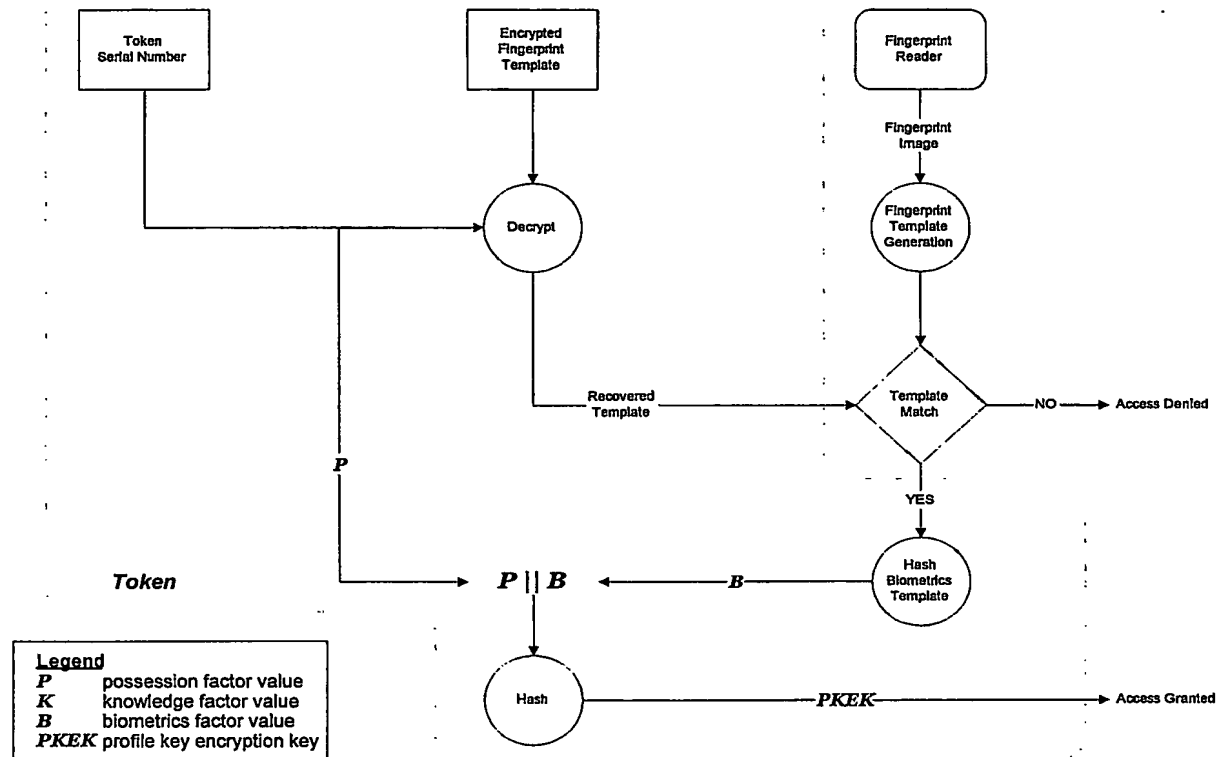 Token
Serial Number
Encrypted
Fingerprint
Template
Fingerprint
Reader
Fingerprint
Image
Decrypt
Fingerprint
Template
Generation
Recovered
Template
Template
Match
NO
Access Denied
P
YES
Token
P || B
B
Hash
Biometrics
Template
Legend
P possession factor value
K knowledge factor value
B biometrics factor value
PKEK profile key encryption key
Hash
PKEK
Access Granted